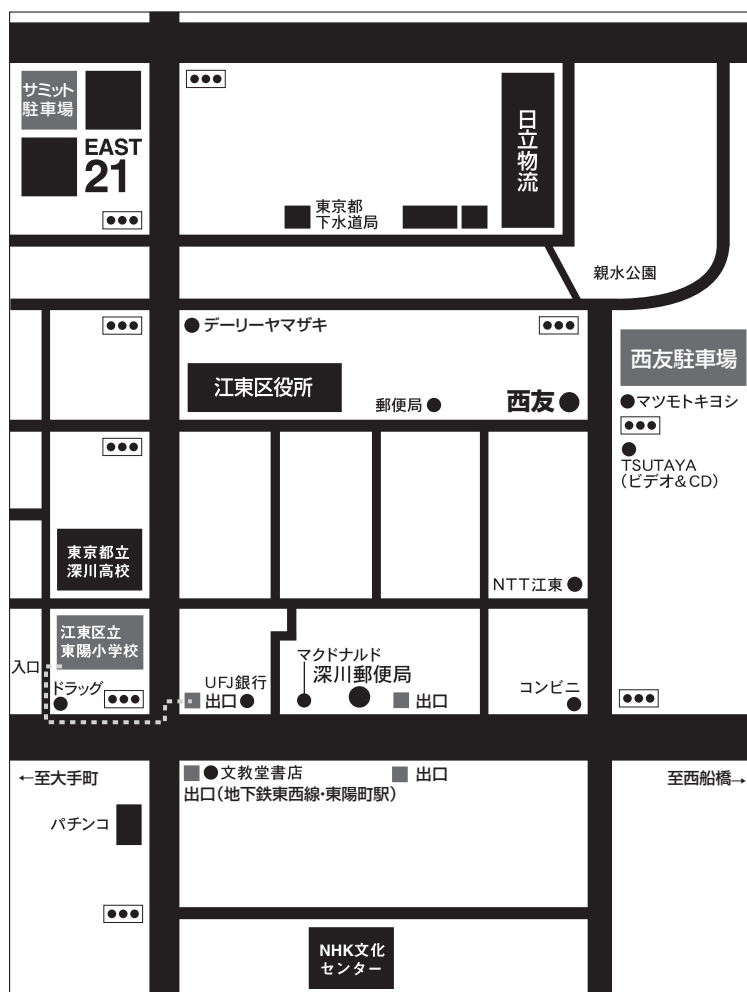 サミット
駐車場
EAST
21
日立物流
東京都
下水道局
親水公園
デーリーヤマザキ
江東区役所
郵便局
西友
西友駐車場
マツモトキヨシ
TSUTAYA
(ビデオ&CD)
東京都立
深川高校
NTT江東
江東区立
東陽小学校
入口
ドラッグ
UFJ銀行
出口
マクドナルド
深川郵便局
出口
コンビニ
←至大手町
文教堂書店
出口
出口(地下鉄東西線・東陽町駅)
至西船橋→
パチンコ
NHK文化
センター